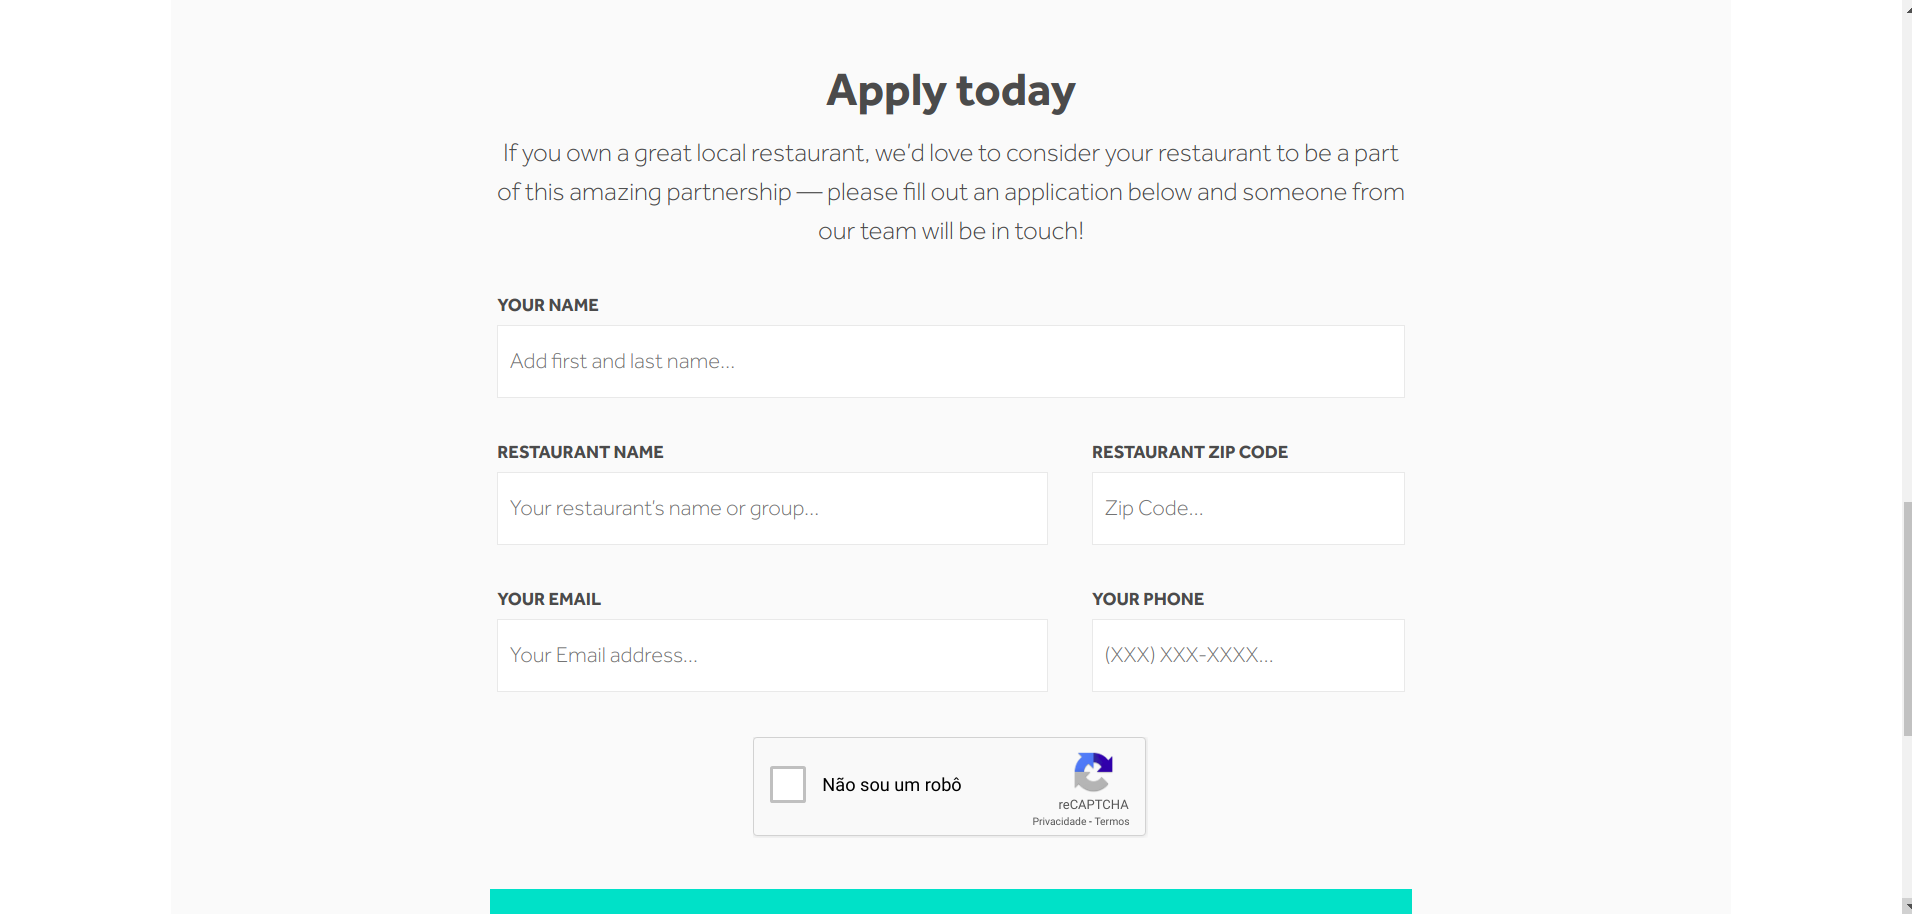 Apply today
If you own a great local restaurant, we'd love to consider your restaurant to be a part
of this amazing partnership — please fill out an application below and someone from
our team will be in touch!
YOUR NAME
Add first and last name...
RESTAURANT NAME
RESTAURANT ZIP CODE
Your restaurant's name or group...
Zip Code...
YOUR EMAIL
YOUR PHONE
Your Email address...
(XXX) XXX-XXXX...
Não sou um robô
reCAPTCHA
Privacidade - Termos